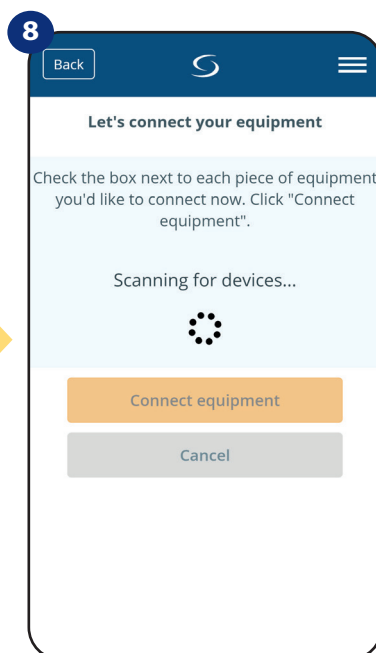 8
Back
Let's connect your equipment
Check the box next to each piece of equipment
you'd like to connect now. Click "Connect
equipment".
Scanning for devices...
Connect equipment
Cancel